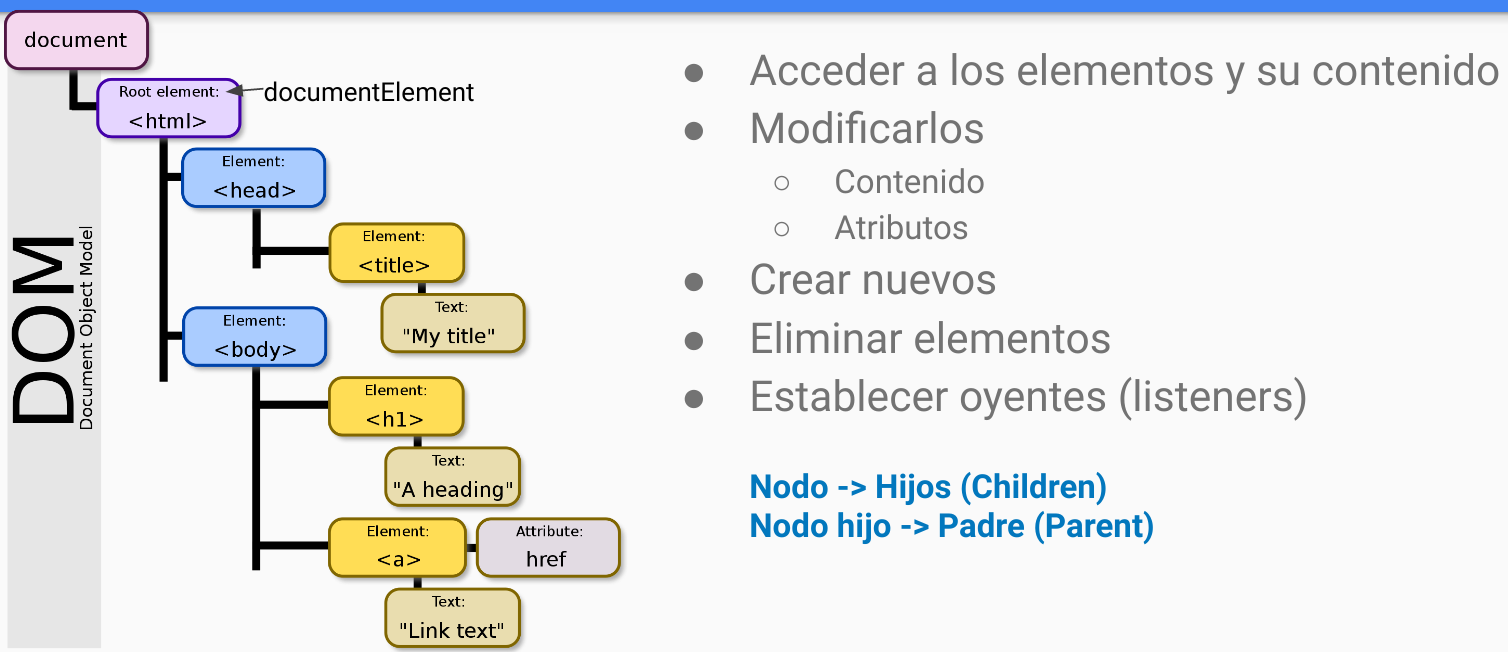 document
Root element:
<html>
documentElement
Element:
<head>
Element:
<title>
Text:
"My title"
Element:
<body>
Element:
<h1>
Text:
"A heading"
Element:
<a>
Attribute:
href
Text:
"Link text"
DOM
Document Object Model
● Acceder a los elementos y su contenido
● Modificarlos
○ Contenido
○ Atributos
● Crear nuevos
● Eliminar elementos
● Establecer oyentes (listeners)
Nodo -> Hijos (Children)
Nodo hijo -> Padre (Parent)